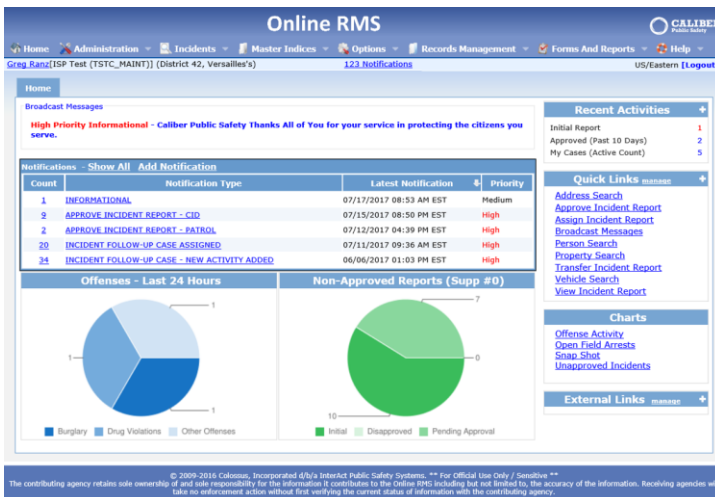 Online RMS
CALIBER
Public Safety
Home Administration Incidents Master Indices Options Records Management Forms And Reports Help
Greg Ranz[ISP Test (TSTC_MAINT)] (District 42, Versailles's) 123 Notifications US/Eastern [Logout
Home
Broadcast Messages
High Priority Informational - Caliber Public Safety Thanks All of You for your service in protecting the citizens you
serve.
Notifications - Show All Add Notification
Count Notification Type Latest Notification Priority
1 INFORMATIONAL 07/17/2017 08:53 AM EST Medium
9 APPROVE INCIDENT REPORT - CID 07/15/2017 08:50 PM EST High
2 APPROVE INCIDENT REPORT - PATROL 07/12/2017 04:39 PM EST High
20 INCIDENT FOLLOW-UP CASE ASSIGNED 07/11/2017 09:36 AM EST High
34 INCIDENT FOLLOW-UP CASE - NEW ACTIVITY ADDED 06/06/2017 01:03 PM EST High
Offenses - Last 24 Hours
1
1
1
Burglary Drug Violations Other Offenses
Non-Approved Reports (Supp #0)
7
0
10
Initial Disapproved Pending Approval
Recent Activities +
Initial Report 1
Approved (Past 10 Days) 2
My Cases (Active Count) 5
Quick Links manage +
Address Search
Approve Incident Report
Assign Incident Report
Broadcast Messages
Person Search
Property Search
Transfer Incident Report
Vehicle Search
View Incident Report
Charts
Offense Activity
Open Field Arrests
Snap Shot
Unapproved Incidents
External Links manage +
© 2009-2016 Colossus, Incorporated d/b/a InterAct Public Safety Systems. ** For Official Use Only / Sensitive **
The contributing agency retains sole ownership of and sole responsibility for the information it contributes to the Online RMS including but not limited to, the accuracy of the information. Receiving agencies wi
take no enforcement action without first verifying the current status of information with the contributing agency.